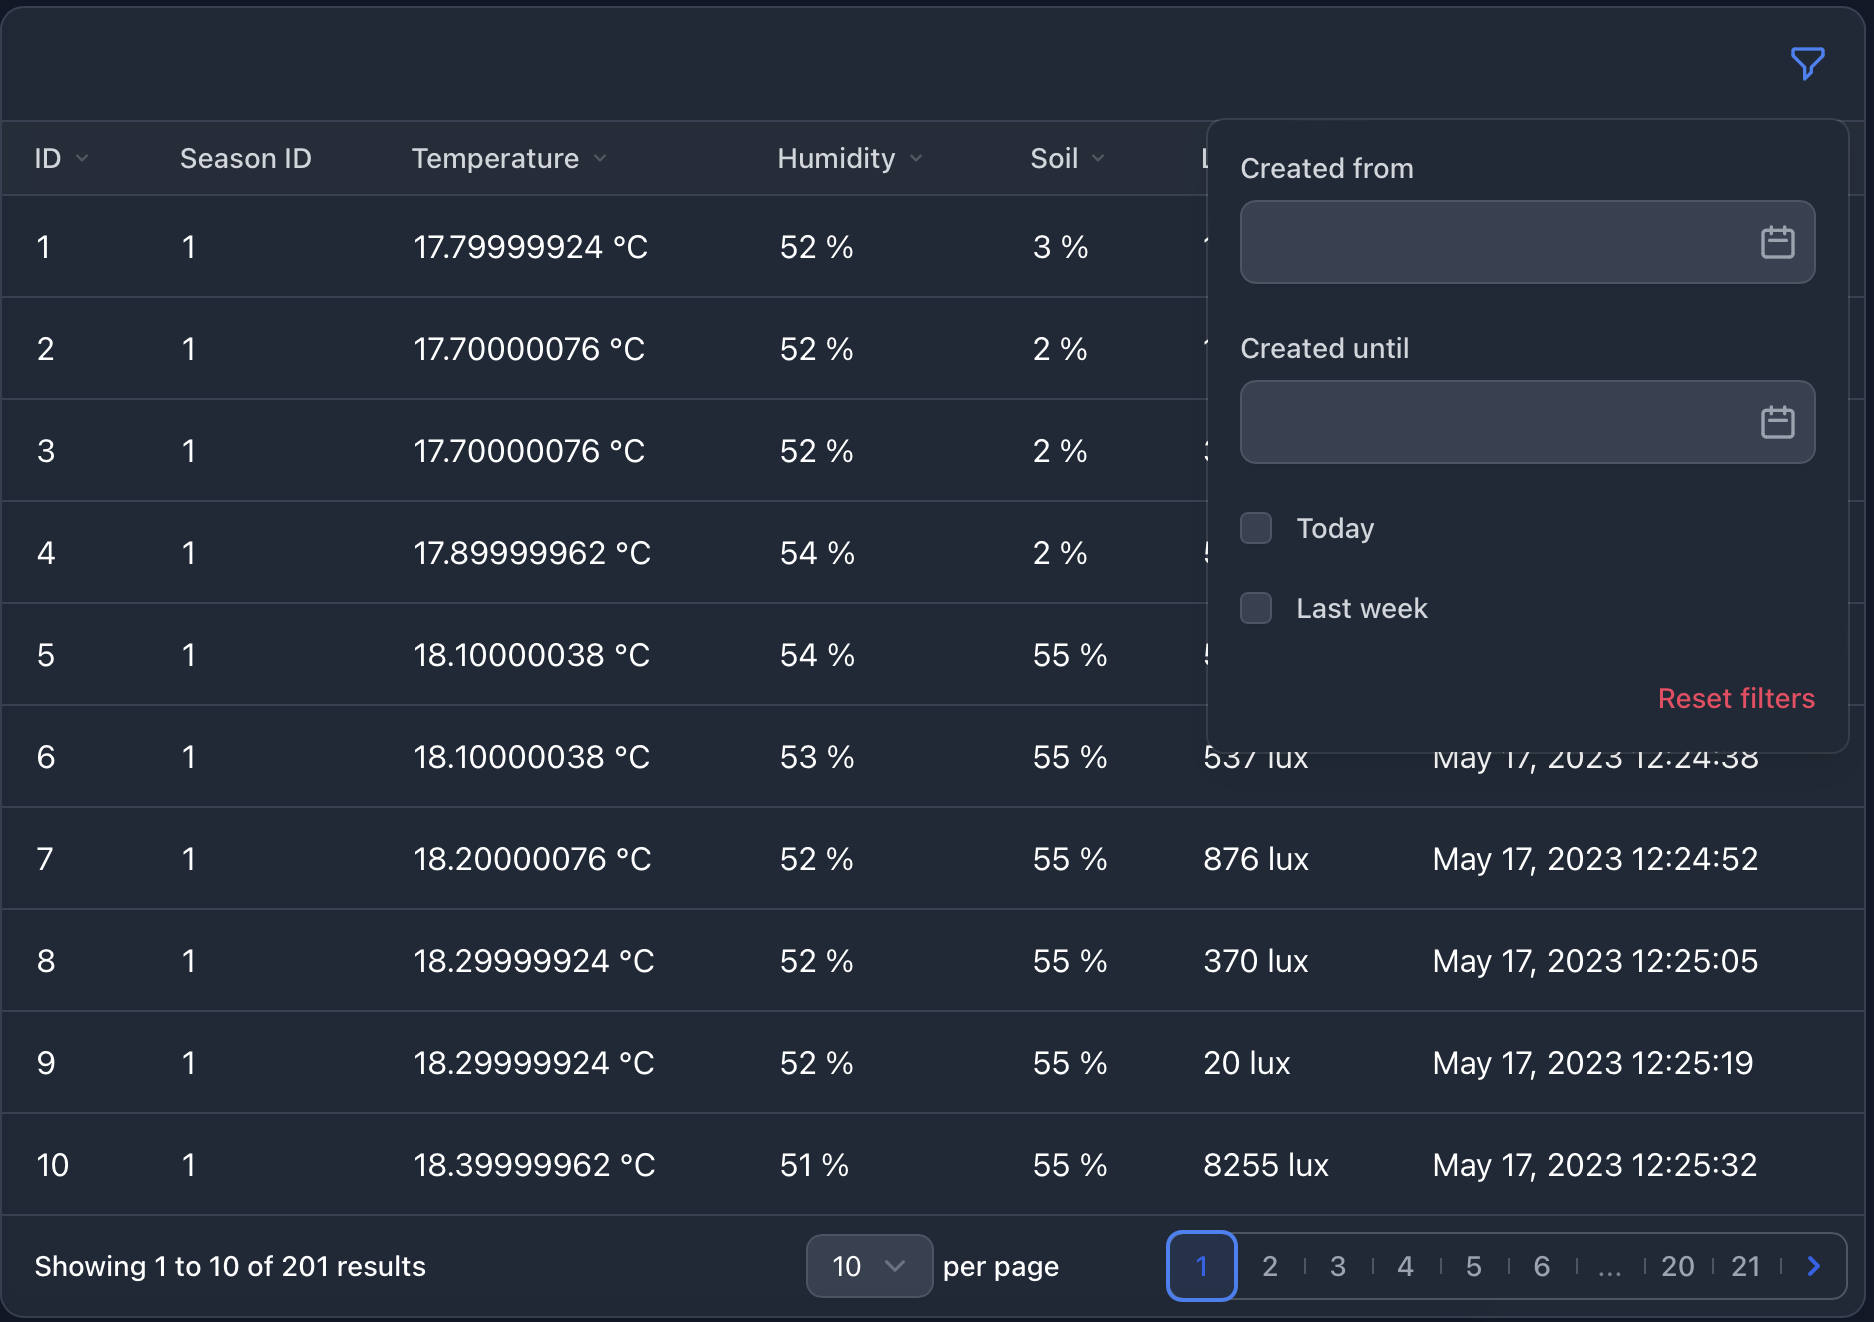 ID Season ID Temperature Humidity Soil
Created from
1 1 17.79999924 °C 52 % 3 %
2 1 17.70000076 °C 52 % 2 %
Created until
3 1 17.70000076 °C 52 % 2 %
4 1 17.89999962 °C 54 % 2 %
Today
Last week
5 1 18.10000038 °C 54 % 55 %
Reset filters
6 1 18.10000038 °C 53 % 55 % 537 lux May 17, 2023 12:24:38
7 1 18.20000076 °C 52 % 55 % 876 lux May 17, 2023 12:24:52
8 1 18.29999924 °C 52 % 55 % 370 lux May 17, 2023 12:25:05
9 1 18.29999924 °C 52 % 55 % 20 lux May 17, 2023 12:25:19
10 1 18.39999962 °C 51 % 55 % 8255 lux May 17, 2023 12:25:32
Showing 1 to 10 of 201 results 10 per page 1 2 3 4 5 6 ... 20 21